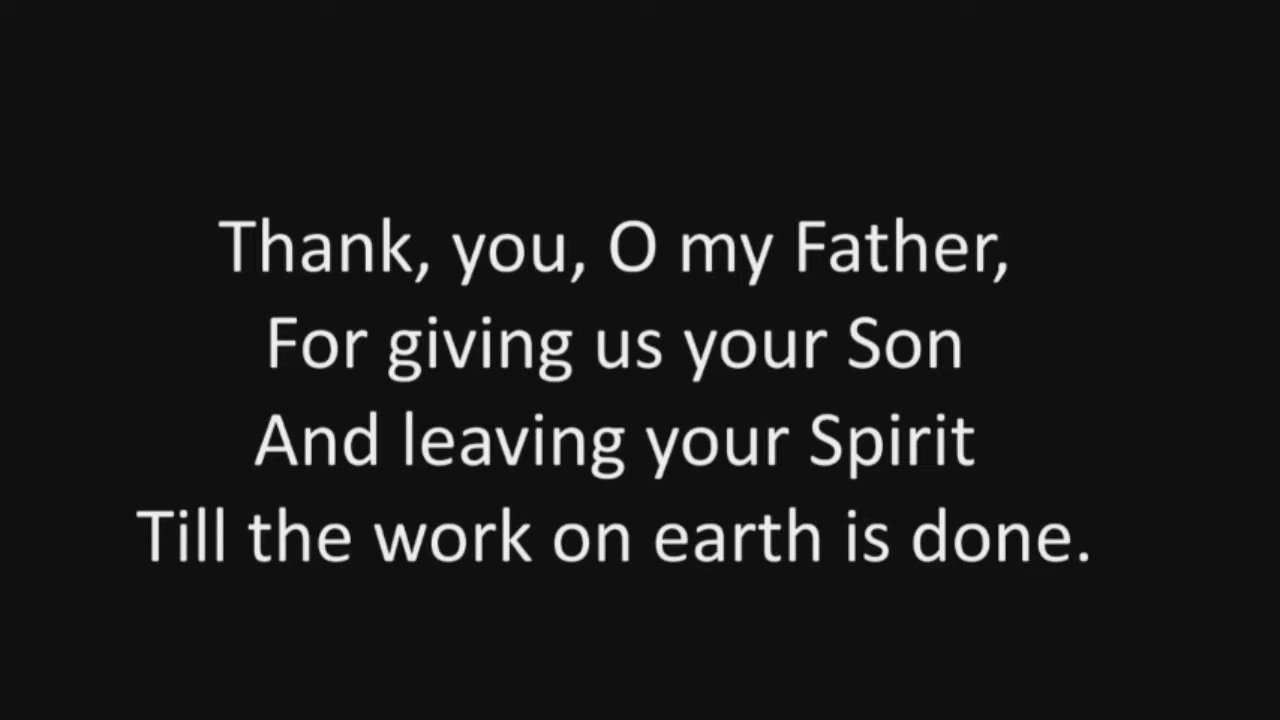 Thank, you, O my Father,
For giving us your Son
And leaving your Spirit
Till the work on earth is done.